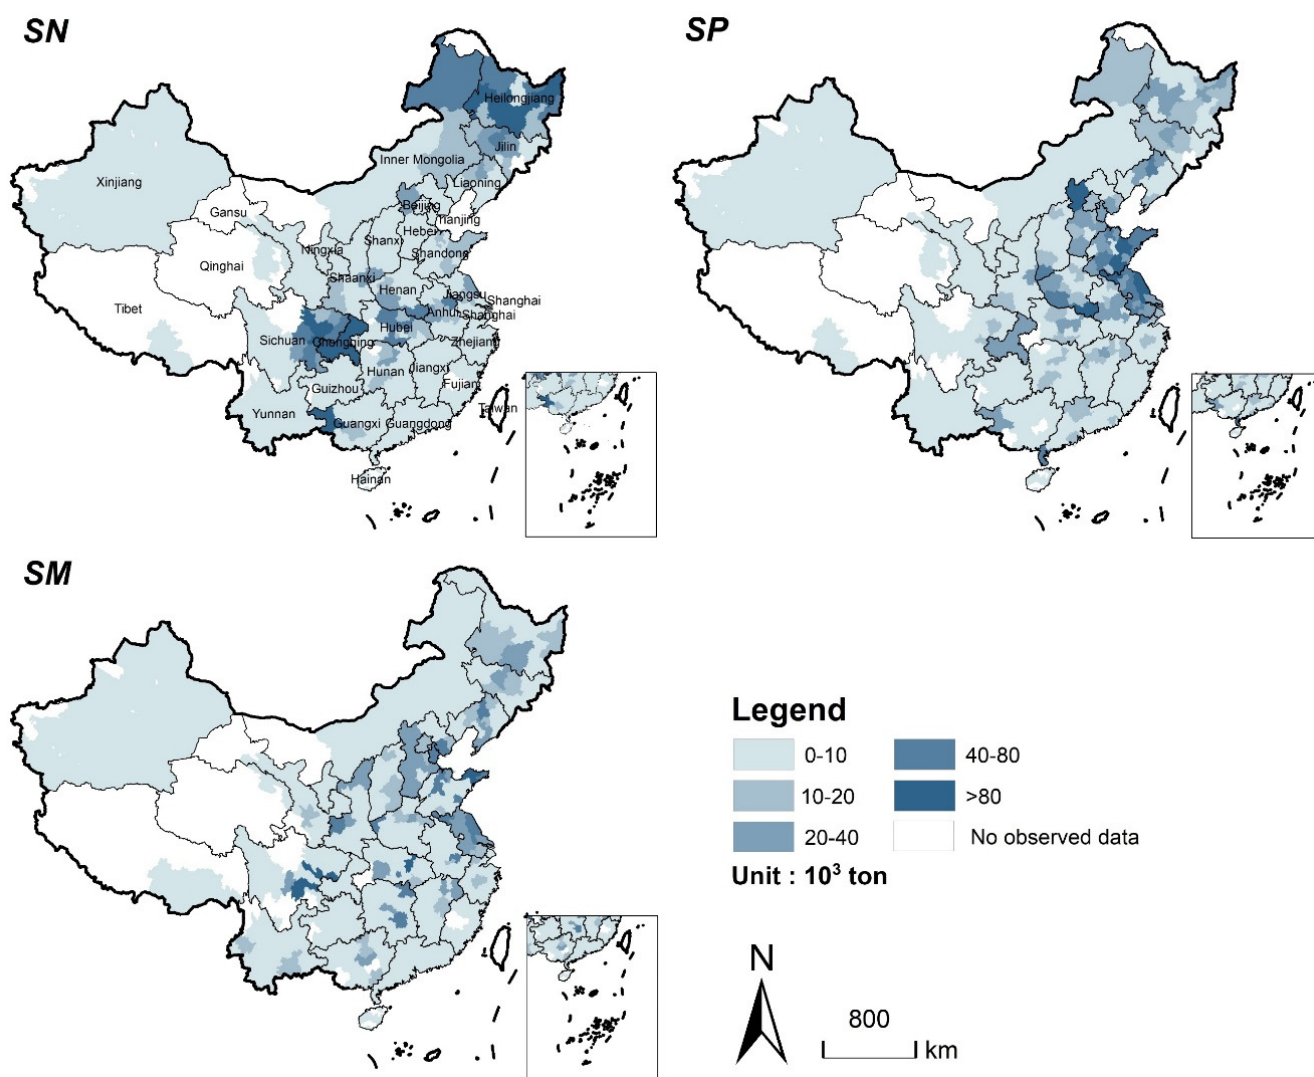 SN
SP
Heilongjiang
Jilin
Inner Mongolia
Xinjiang
Liaoning
Beijing
Gansu
Tianjing
Hebei
Ningxia
Shanxi
Shandong
Qinghai
Shaanxi
Henan
Jiangsu
Shanghai
Tibet
Anhui
Shanghai
Hubei
Sichuan
Chongqing
Zhejiang
Hunan
Jiangxi
Guizhou
Fujian
Yunnan
Taiwan
Guangxi
Guangdong
Hainan
SM
Legend
0-10
40-80
10-20
>80
20-40
No observed data
Unit : 10³ ton
N
800
km